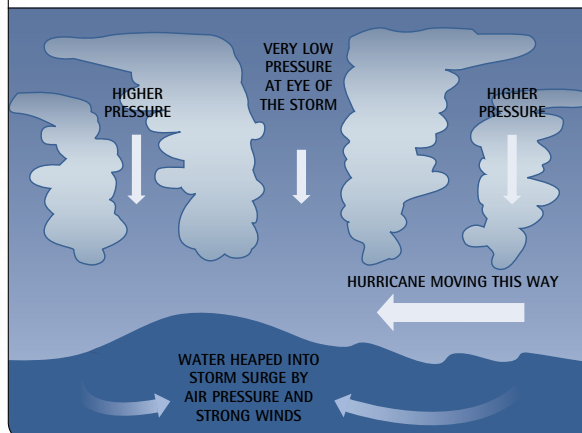 VERY LOW
PRESSURE
AT EYE OF
THE STORM
HIGHER
PRESSURE
HIGHER
PRESSURE
HURRICANE MOVING THIS WAY
WATER HEAPED INTO
STORM SURGE BY
AIR PRESSURE AND
STRONG WINDS